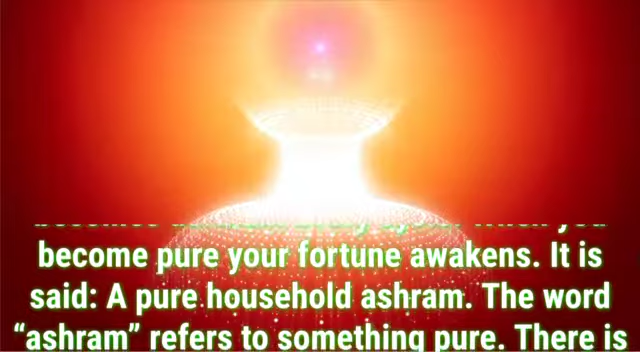 become pure your fortune awakens. It is
said: A pure household ashram. The word
“ashram” refers to something pure. There is